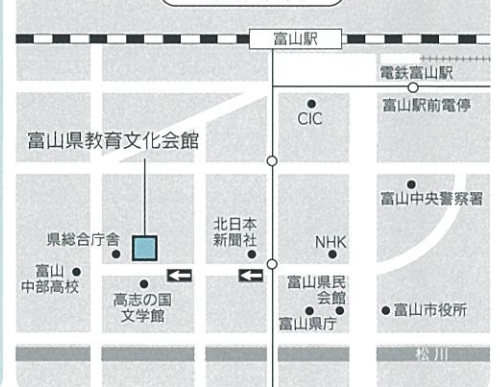 富山駅
電鉄富山駅
富山駅前電停
CIC
富山県教育文化会館
富山中央警察署
北日本
新聞社
NHK
県総合庁舎
富山
中部高校
高志の国
文学館
富山県民
会館
富山県庁
富山市役所
松川